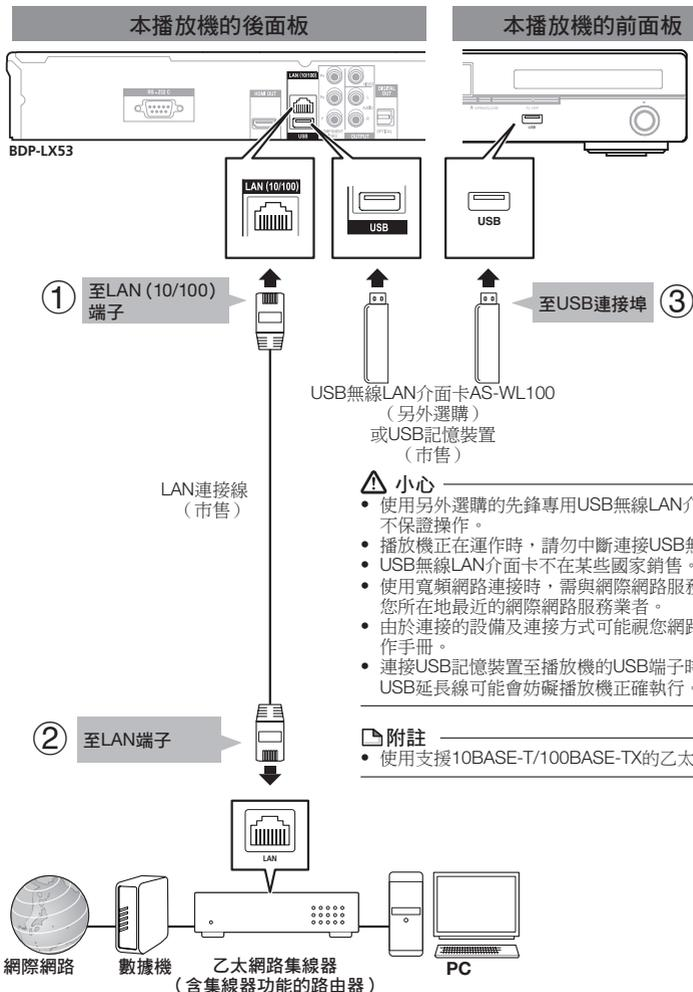 本播放機的後面板
本播放機的前面板
RS-232 C
HDMI OUT
LAN (10/100)
USB
OUTPUT
DIGITAL
OUT
OPTICAL
BDP-LX53
LAN (10/100)
USB
USB
①
至LAN (10/100)
端子
至USB連接埠
③
USB無線LAN介面卡AS-WL100
(另外選購)
或USB記憶裝置
(市售)
LAN連接線
(市售)
小心
• 使用另外選購的先鋒專用USB無線LAN介
不保證操作。
• 播放機正在運作時，請勿中斷連接USB無
• USB無線LAN介面卡不在某些國家銷售。
• 使用寬頻網路連接時，需與網際網路服務
您所在地最近的網際網路服務業者。
• 由於連接的設備及連接方式可能視您網路
作手冊。
• 連接USB記憶裝置至播放機的USB端子時
USB延長線可能會妨礙播放機正確執行。
附註
• 使用支援10BASE-T/100BASE-TX的乙太
②
至LAN端子
LAN
網際網路
數據機
乙太網路集線器
(含集線器功能的路由器)
PC